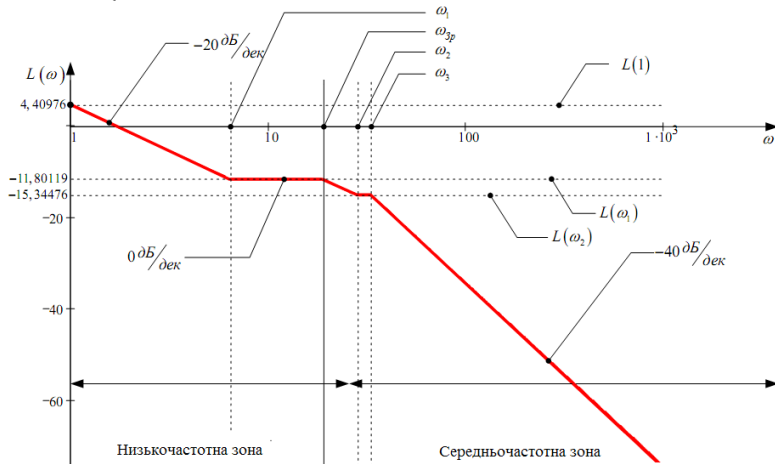 ω₁
−20 дБ/дек
ω₃ₚ
ω₂
ω₃
L(ω)
L(1)
4,40976
1
10
100
1·10³
ω
−11,80119
−15,34476
−20
L(ω₁)
L(ω₂)
0 дБ/дек
−40 дБ/дек
−40
−60
Низькочастотна зона
Середньочастотна зона